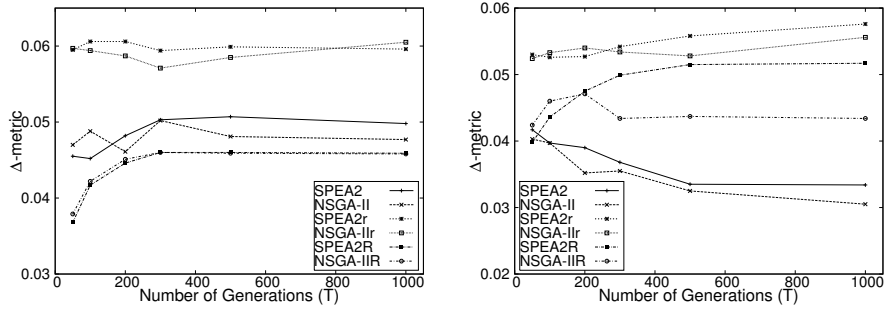 0.06
0.05
0.04
0.03
Δ-metric
SPEA2
NSGA-II
SPEA2r
NSGA-IIr
SPEA2R
NSGA-IIR
0 200 400 600 800 1000
Number of Generations (T)
0.06
0.05
0.04
0.03
0.02
Δ-metric
SPEA2
NSGA-II
SPEA2r
NSGA-IIr
SPEA2R
NSGA-IIR
0 200 400 600 800 1000
Number of Generations (T)